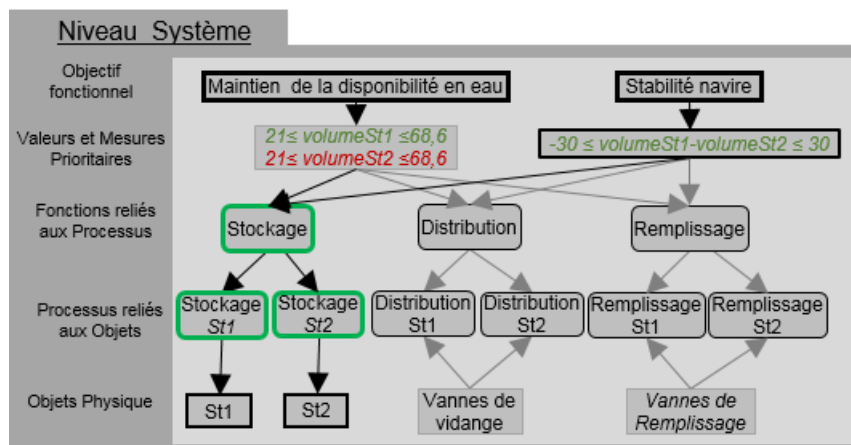 Niveau Système
Objectif
fonctionnel
Maintien de la disponibilité en eau
Stabilité navire
Valeurs et Mesures
Prioritaires
21≤ volumeSt1 ≤68,6
21≤ volumeSt2 ≤68,6
-30 ≤ volumeSt1-volumeSt2 ≤ 30
Fonctions reliés
aux Processus
Stockage
Distribution
Remplissage
Processus reliés
aux Objets
Stockage
St1
Stockage
St2
Distribution
St1
Distribution
St2
Remplissage
St1
Remplissage
St2
Objets Physique
St1
St2
Vannes de
vidange
Vannes de
Remplissage